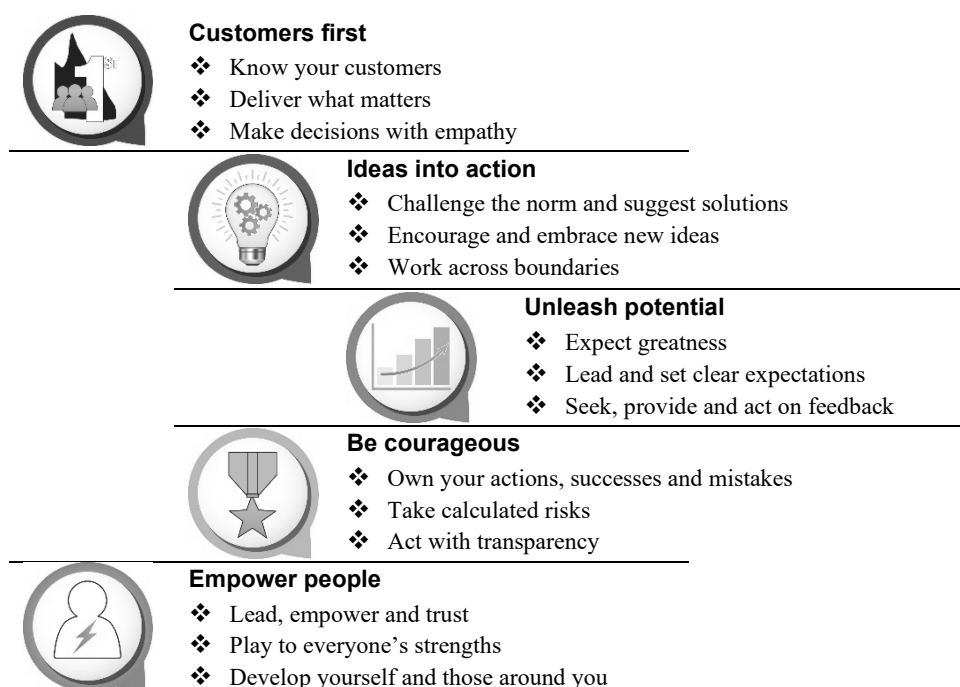 Customers first
❖ Know your customers
❖ Deliver what matters
❖ Make decisions with empathy
1ST
Ideas into action
❖ Challenge the norm and suggest solutions
❖ Encourage and embrace new ideas
❖ Work across boundaries
Unleash potential
❖ Expect greatness
❖ Lead and set clear expectations
❖ Seek, provide and act on feedback
Be courageous
❖ Own your actions, successes and mistakes
❖ Take calculated risks
❖ Act with transparency
Empower people
❖ Lead, empower and trust
❖ Play to everyone’s strengths
❖ Develop yourself and those around you